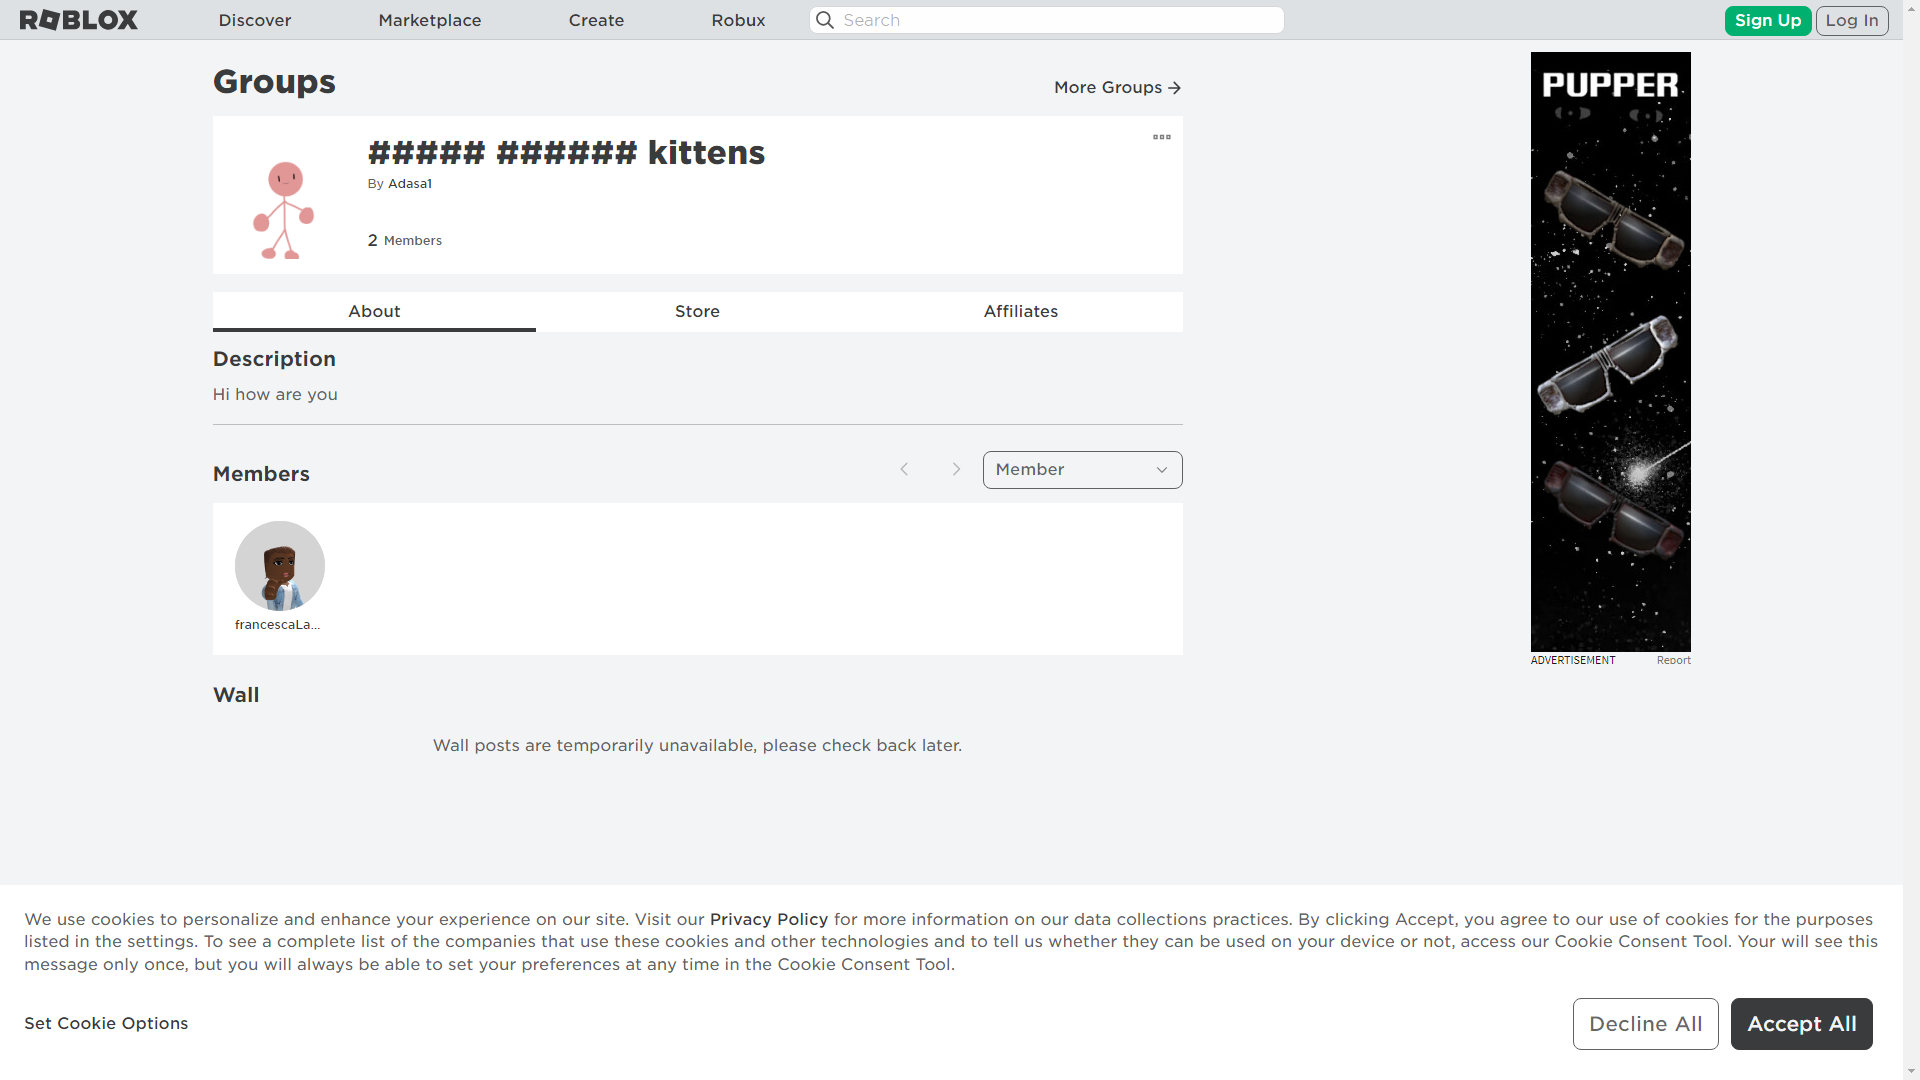 ROBLOX
Discover
Marketplace
Create
Robux
Search
Sign Up
Log In
Groups
More Groups
##### ###### kittens
By Adasa1
2 Members
About
Store
Affiliates
Description
Hi how are you
Members
Member
francescaLa...
Wall
Wall posts are temporarily unavailable, please check back later.
PUPPER
ADVERTISEMENT
Report
We use cookies to personalize and enhance your experience on our site. Visit our Privacy Policy for more information on our data collections practices. By clicking Accept, you agree to our use of cookies for the purposes
listed in the settings. To see a complete list of the companies that use these cookies and other technologies and to tell us whether they can be used on your device or not, access our Cookie Consent Tool. Your will see this
message only once, but you will always be able to set your preferences at any time in the Cookie Consent Tool.
Set Cookie Options
Decline All
Accept All